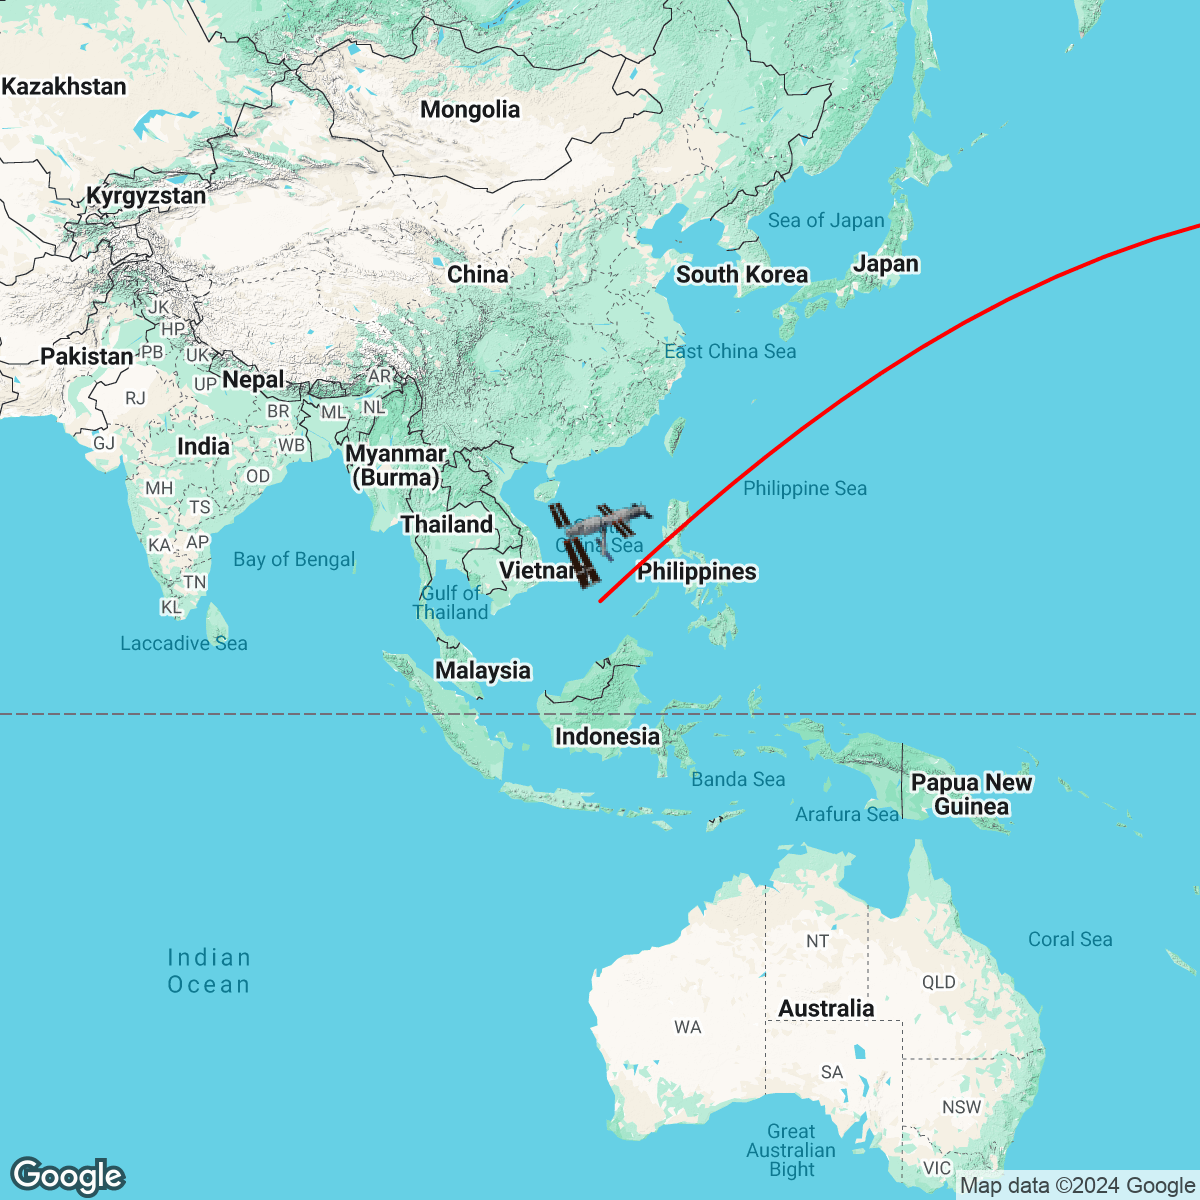 Kazakhstan
Mongolia
Kyrgyzstan
Sea of Japan
Japan
China
South Korea
JK
HP
PB
Pakistan
UK
East China Sea
Nepal
AR
UP
RJ
BR
ML
NL
GJ
India
WB
Myanmar
(Burma)
OD
MH
Philippine Sea
TS
Thailand
KA
AP
China Sea
Bay of Bengal
Vietnam
Philippines
TN
Gulf of
Thailand
KL
Laccadive Sea
Malaysia
Indonesia
Banda Sea
Papua New
Guinea
Arafura Sea
NT
Coral Sea
Indian
Ocean
QLD
Australia
WA
SA
NSW
Great
Australian
Bight
VIC
Google
Map data ©2024 Google